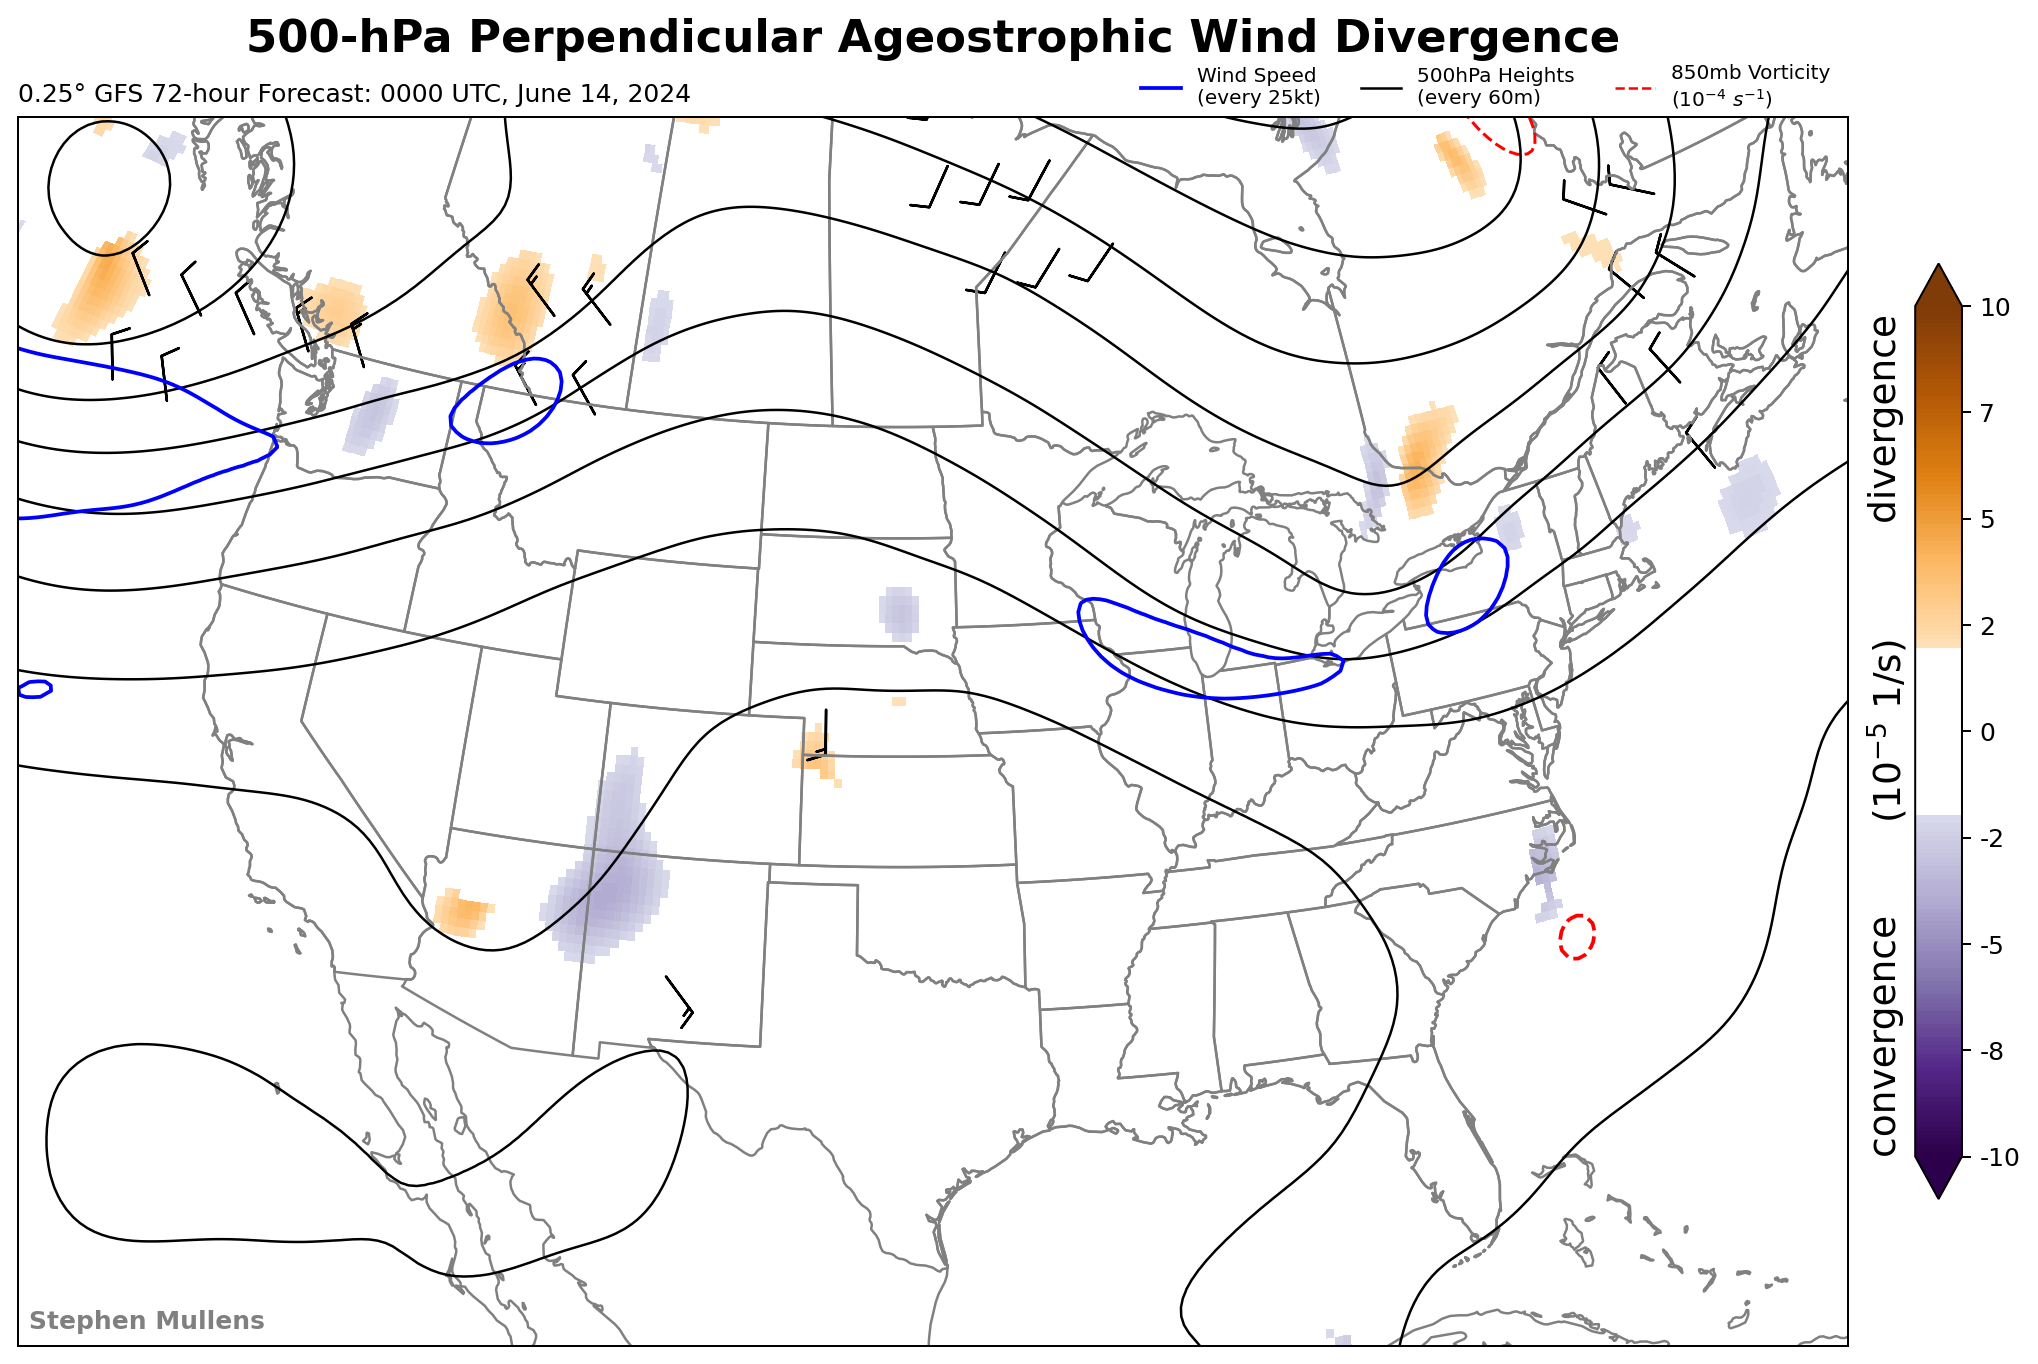 500-hPa Perpendicular Ageostrophic Wind Divergence
0.25° GFS 72-hour Forecast: 0000 UTC, June 14, 2024
Wind Speed
(every 25kt)
500hPa Heights
(every 60m)
850mb Vorticity
(10⁻⁴ s⁻¹)
10
7
5
2
0
-2
-5
-8
-10
convergence (10⁻⁵ 1/s) divergence
Stephen Mullens